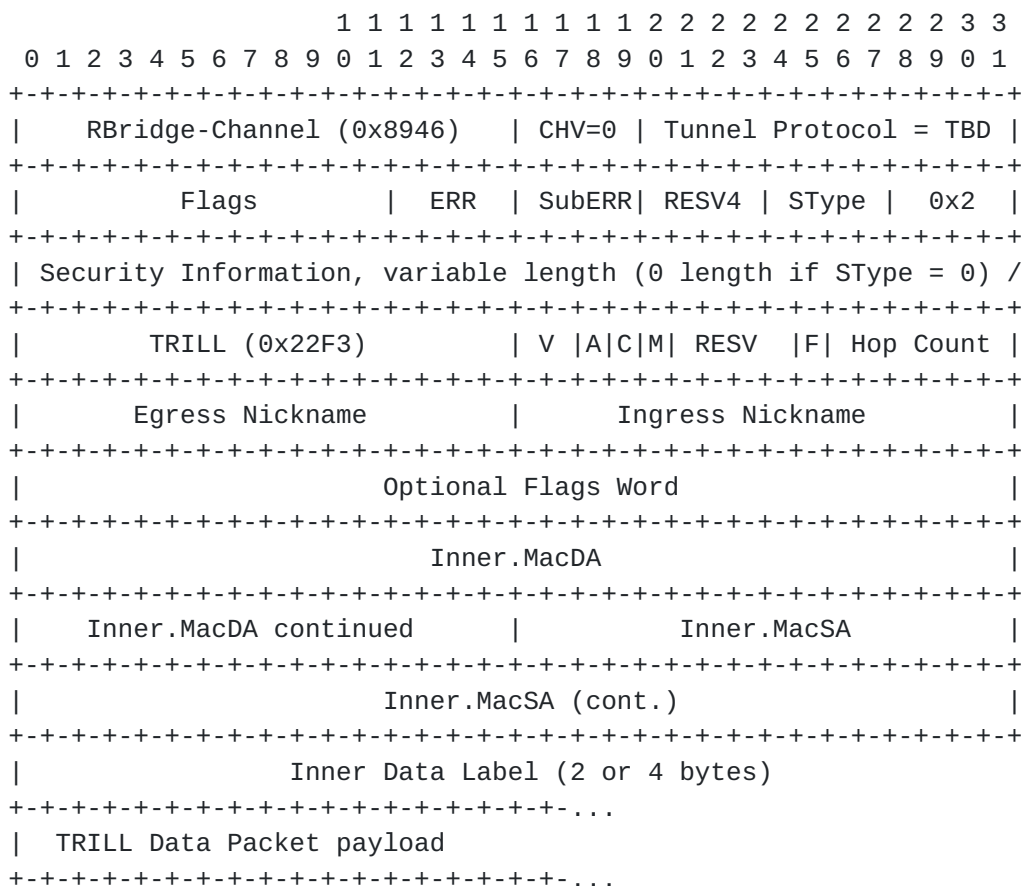 1 1 1 1 1 1 1 1 1 1 2 2 2 2 2 2 2 2 2 2 3 3
 0 1 2 3 4 5 6 7 8 9 0 1 2 3 4 5 6 7 8 9 0 1 2 3 4 5 6 7 8 9 0 1
+-+-+-+-+-+-+-+-+-+-+-+-+-+-+-+-+-+-+-+-+-+-+-+-+-+-+-+-+-+-+-+-+
|    RBridge-Channel (0x8946)   | CHV=0 | Tunnel Protocol = TBD |
+-+-+-+-+-+-+-+-+-+-+-+-+-+-+-+-+-+-+-+-+-+-+-+-+-+-+-+-+-+-+-+-+
|          Flags        |  ERR  | SubERR| RESV4 | SType |  0x2  |
+-+-+-+-+-+-+-+-+-+-+-+-+-+-+-+-+-+-+-+-+-+-+-+-+-+-+-+-+-+-+-+-+
| Security Information, variable length (0 length if SType = 0) /
+-+-+-+-+-+-+-+-+-+-+-+-+-+-+-+-+-+-+-+-+-+-+-+-+-+-+-+-+-+-+-+-+
|        TRILL (0x22F3)         | V |A|C|M| RESV  |F| Hop Count |
+-+-+-+-+-+-+-+-+-+-+-+-+-+-+-+-+-+-+-+-+-+-+-+-+-+-+-+-+-+-+-+-+
|       Egress Nickname         |      Ingress Nickname         |
+-+-+-+-+-+-+-+-+-+-+-+-+-+-+-+-+-+-+-+-+-+-+-+-+-+-+-+-+-+-+-+-+
|                       Optional Flags Word                     |
+-+-+-+-+-+-+-+-+-+-+-+-+-+-+-+-+-+-+-+-+-+-+-+-+-+-+-+-+-+-+-+-+
|                          Inner.MacDA                          |
+-+-+-+-+-+-+-+-+-+-+-+-+-+-+-+-+-+-+-+-+-+-+-+-+-+-+-+-+-+-+-+-+
|    Inner.MacDA continued      |          Inner.MacSA          |
+-+-+-+-+-+-+-+-+-+-+-+-+-+-+-+-+-+-+-+-+-+-+-+-+-+-+-+-+-+-+-+-+
|                       Inner.MacSA (cont.)                     |
+-+-+-+-+-+-+-+-+-+-+-+-+-+-+-+-+-+-+-+-+-+-+-+-+-+-+-+-+-+-+-+-+
|                 Inner Data Label (2 or 4 bytes)
+-+-+-+-+-+-+-+-+-+-+-+-+-+-+-+-+-+-...
|  TRILL Data Packet payload
+-+-+-+-+-+-+-+-+-+-+-+-+-+-+-+-+-+-...